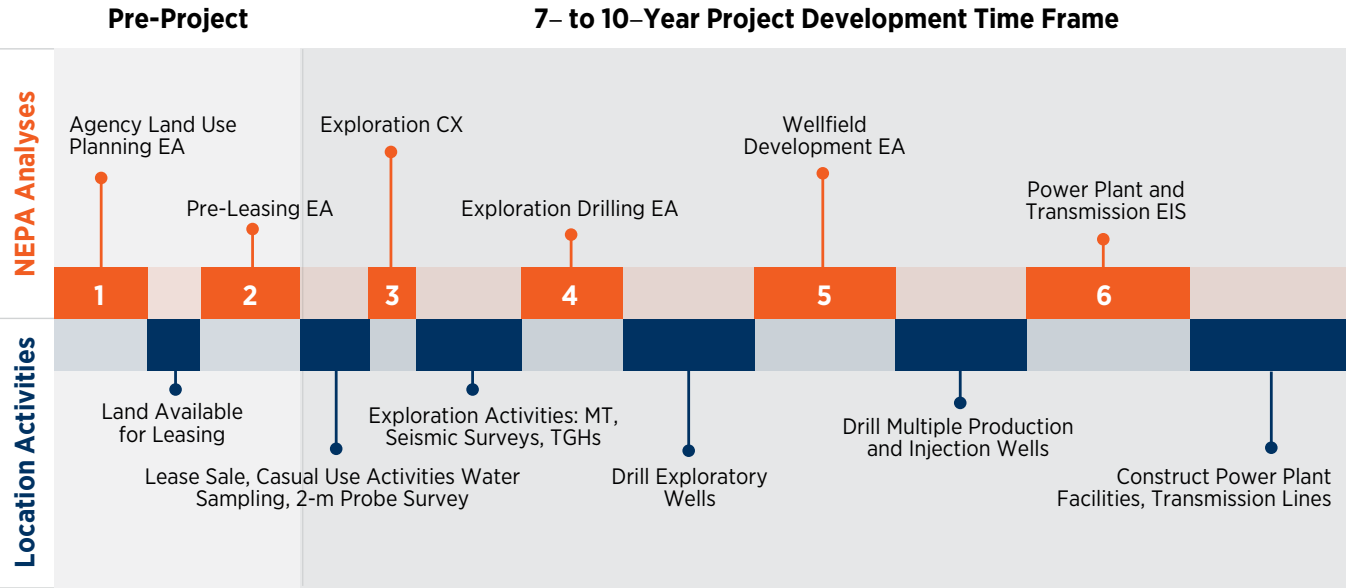 Pre-Project
7– to 10–Year Project Development Time Frame
NEPA Analyses
Agency Land Use
Planning EA
Pre-Leasing EA
Exploration CX
Exploration Drilling EA
Wellfield
Development EA
Power Plant and
Transmission EIS
1
2
3
4
5
6
Location Activities
Land Available
for Leasing
Lease Sale, Casual Use Activities Water
Sampling, 2-m Probe Survey
Exploration Activities: MT,
Seismic Surveys, TGHs
Drill Exploratory
Wells
Drill Multiple Production
and Injection Wells
Construct Power Plant
Facilities, Transmission Lines